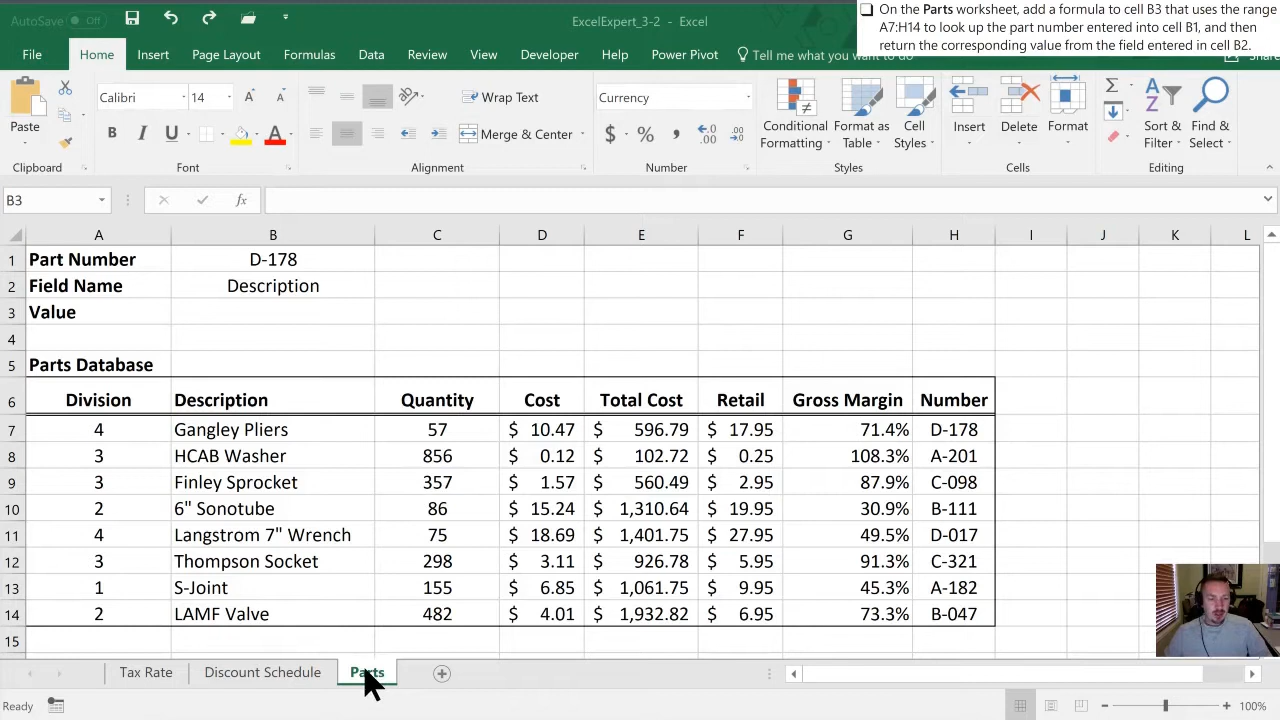 AutoSave Off
ExcelExpert_3-2 - Excel
On the Parts worksheet, add a formula to cell B3 that uses the range
A7:H14 to look up the part number entered into cell B1, and then
return the corresponding value from the field entered in cell B2.
File Home Insert Page Layout Formulas Data Review View Developer Help Power Pivot Tell me what you want to do
Calibri 14 Wrap Text Currency
Paste Merge & Center
Conditional Formatting
Format as Table
Cell Styles
Insert Delete Format
Sort & Filter
Find & Select
Clipboard Font Alignment Number Styles Cells Editing
B3 fx
A B C D E F G H I J K L
1 Part Number D-178
2 Field Name Description
3 Value
4
5 Parts Database
6 Division Description Quantity Cost Total Cost Retail Gross Margin Number
7 4 Gangley Pliers 57 $ 10.47 $ 596.79 $ 17.95 71.4% D-178
8 3 HCAB Washer 856 $ 0.12 $ 102.72 $ 0.25 108.3% A-201
9 3 Finley Sprocket 357 $ 1.57 $ 560.49 $ 2.95 87.9% C-098
10 2 6" Sonotube 86 $ 15.24 $ 1,310.64 $ 19.95 30.9% B-111
11 4 Langstrom 7" Wrench 75 $ 18.69 $ 1,401.75 $ 27.95 49.5% D-017
12 3 Thompson Socket 298 $ 3.11 $ 926.78 $ 5.95 91.3% C-321
13 1 S-Joint 155 $ 6.85 $ 1,061.75 $ 9.95 45.3% A-182
14 2 LAMF Valve 482 $ 4.01 $ 1,932.82 $ 6.95 73.3% B-047
15
Tax Rate Discount Schedule Parts
Ready 100%